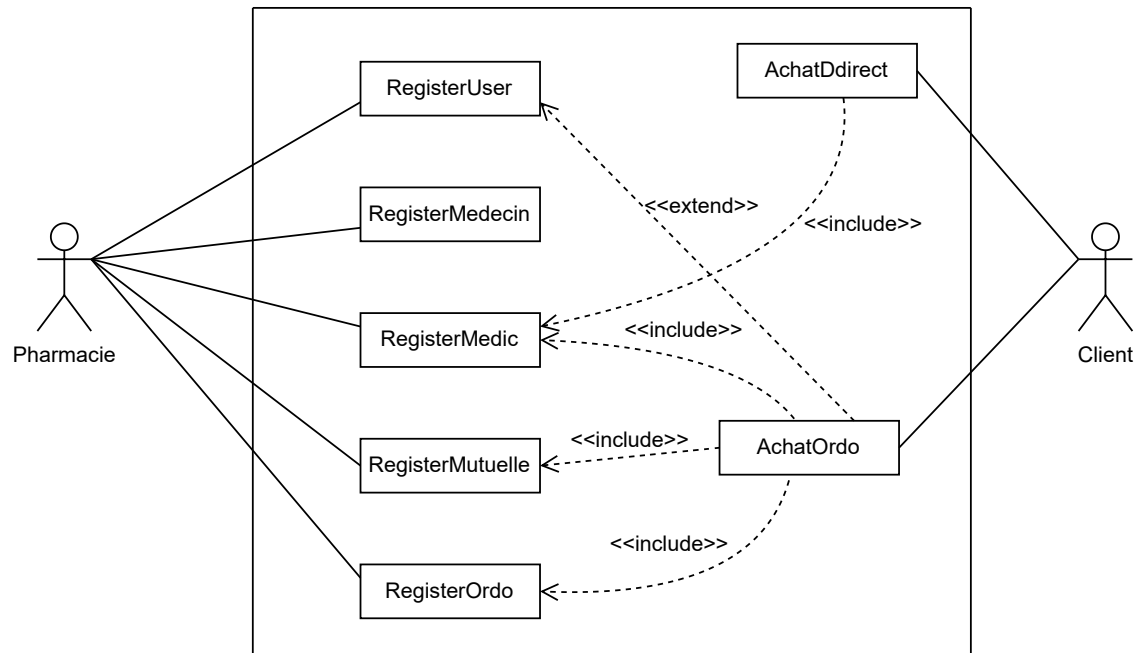 AchatDdirect
RegisterUser
<<extend>>
RegisterMedecin
<<include>>
<<include>>
RegisterMedic
Pharmacie
Client
<<include>>
AchatOrdo
RegisterMutuelle
<<include>>
RegisterOrdo